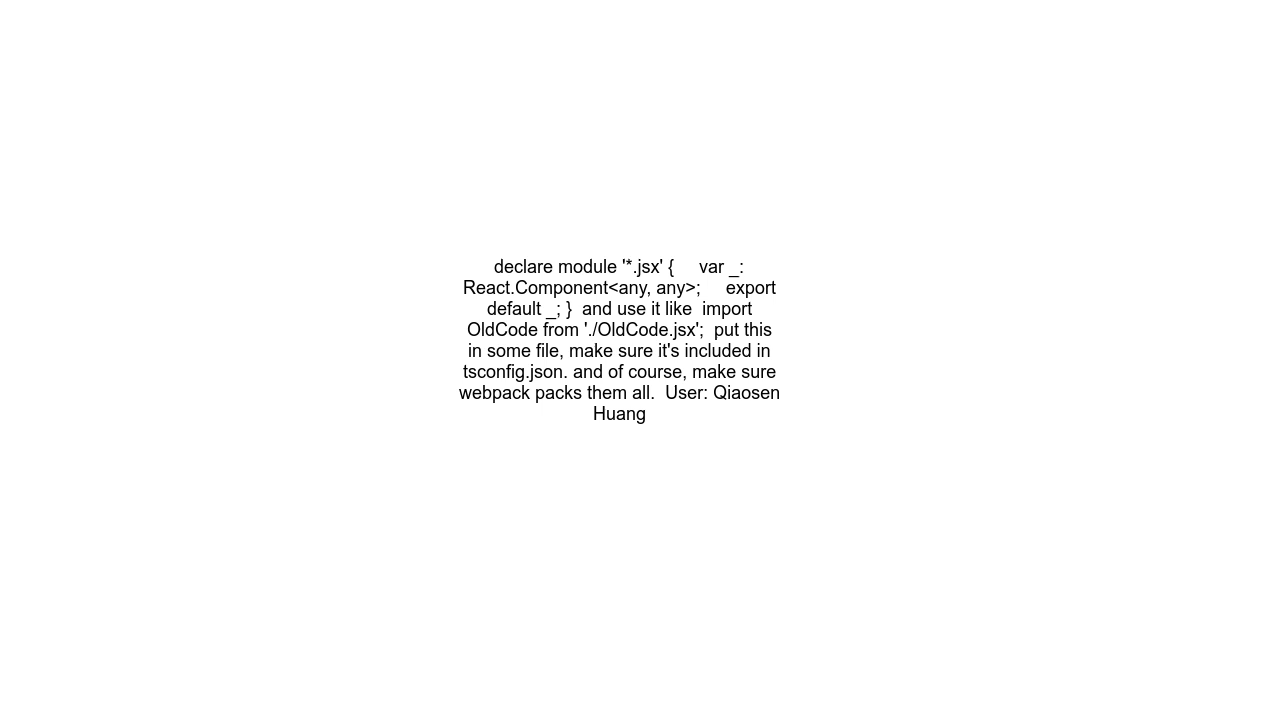 declare module '*.jsx' {     var _:
React.Component<any, any>;     export
default _; }  and use it like  import
OldCode from './OldCode.jsx';  put this
in some file, make sure it's included in
tsconfig.json. and of course, make sure
webpack packs them all.  User: Qiaosen
Huang